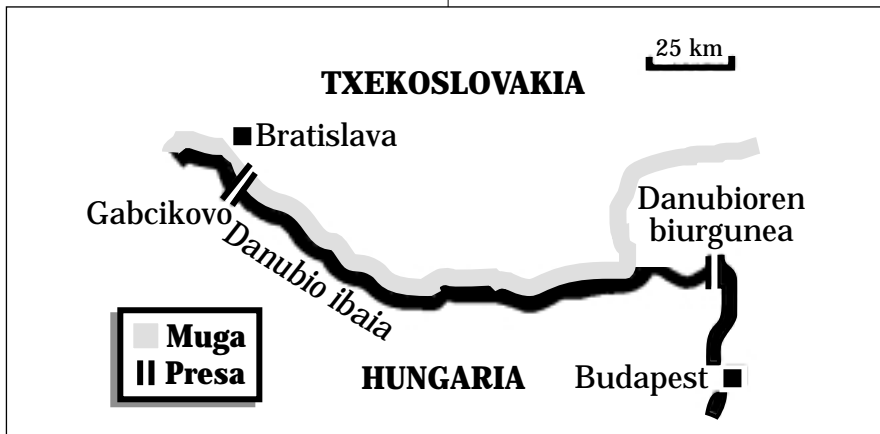 25 km
TXEKOSLOVAKIA
Bratislava
Gabcikovo
Danubioren
biurgunea
Danubio ibaia
Muga
Presa
HUNGARIA
Budapest